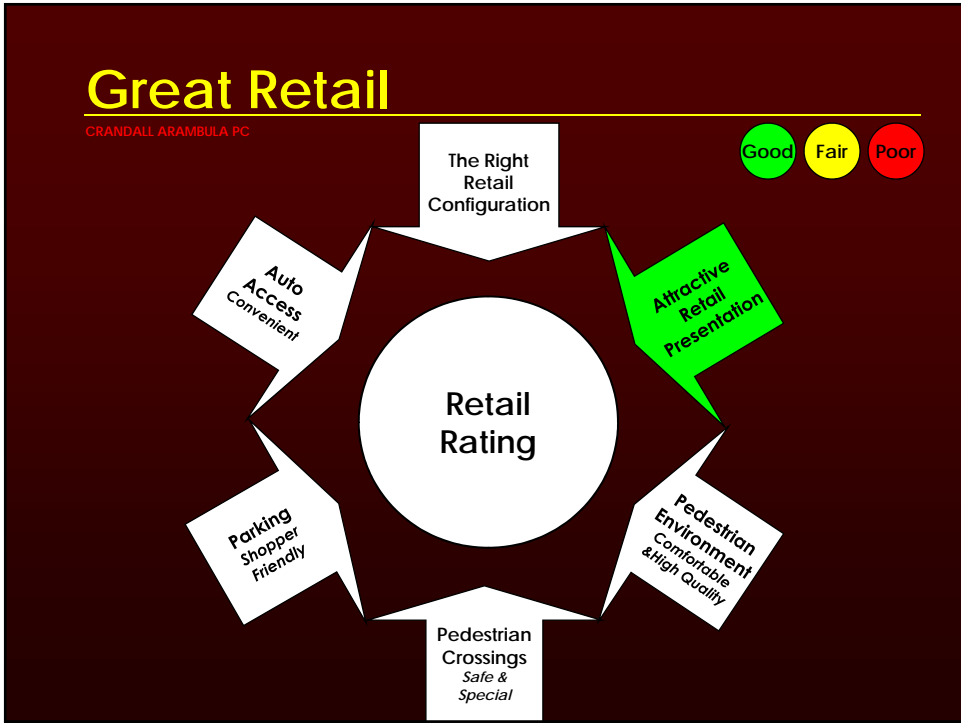 Great Retail
CRANDALL ARAMBULA PC
Good
Fair
Poor
The Right
Retail
Configuration
Attractive
Retail
Presentation
Pedestrian
Environment
Comfortable
&High Quality
Pedestrian
Crossings
Safe &
Special
Parking
Shopper
Friendly
Auto
Access
Convenient
Retail
Rating